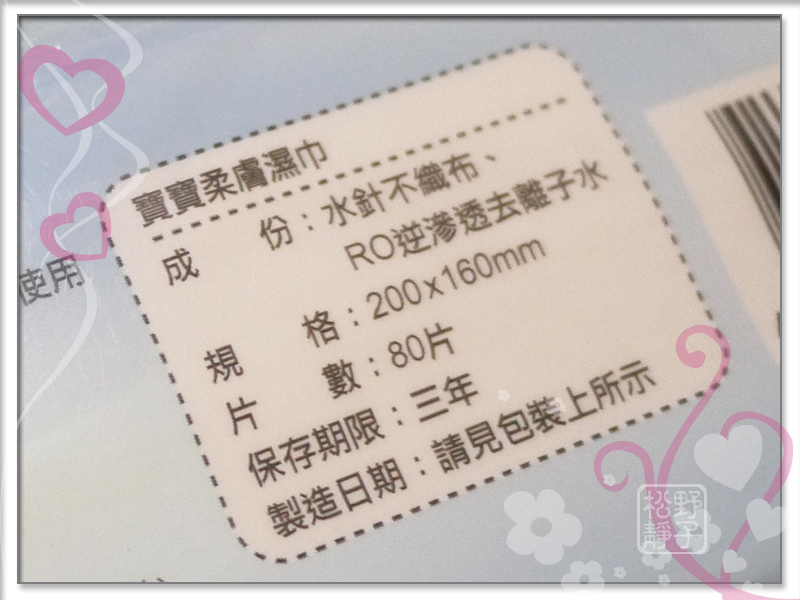 寶寶柔膚濕巾
成　份：水針不織布、
RO逆滲透去離子水
規　格：200x160mm
片　數：80片
保存期限：三年
製造日期：請見包裝上所示
使用
松野
靜子